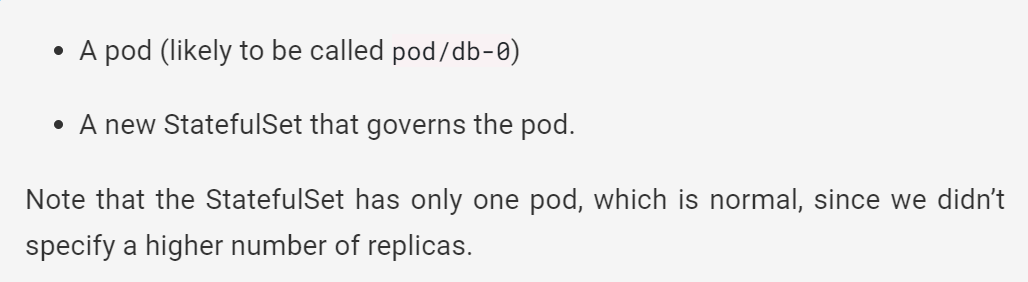 • A pod (likely to be called pod/db-0)
• A new StatefulSet that governs the pod.
Note that the StatefulSet has only one pod, which is normal, since we didn’t
specify a higher number of replicas.